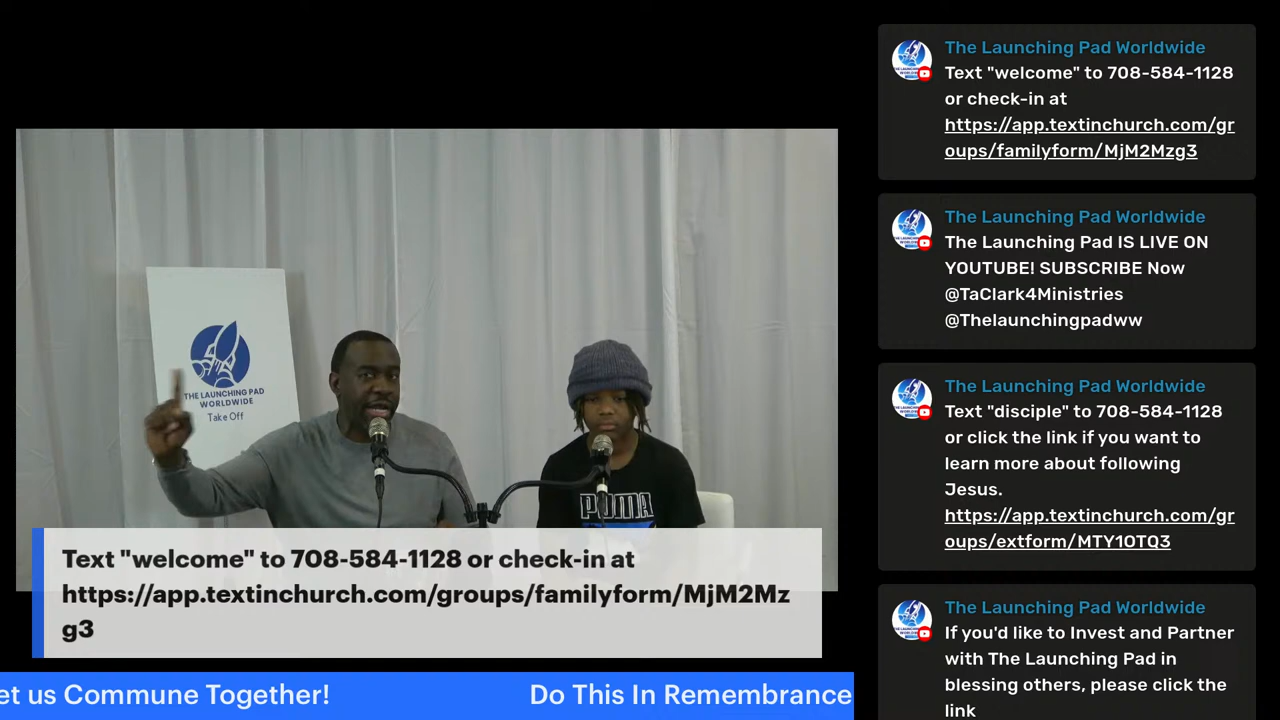 The Launching Pad Worldwide
Text "welcome" to 708-584-1128
or check-in at
https://app.textinchurch.com/gr
oups/familyform/MjM2Mzg3
The Launching Pad Worldwide
The Launching Pad IS LIVE ON
YOUTUBE! SUBSCRIBE Now
@TaClark4Ministries
@Thelaunchingpadww
The Launching Pad Worldwide
Text "disciple" to 708-584-1128
or click the link if you want to
learn more about following
Jesus.
https://app.textinchurch.com/gr
oups/extform/MTY1OTQ3
The Launching Pad Worldwide
If you'd like to Invest and Partner
with The Launching Pad in
blessing others, please click the
link
THE LAUNCHING PAD
WORLDWIDE
Take Off
PUMA
Text "welcome" to 708-584-1128 or check-in at
https://app.textinchurch.com/groups/familyform/MjM2Mz
g3
et us Commune Together!
Do This In Remembrance